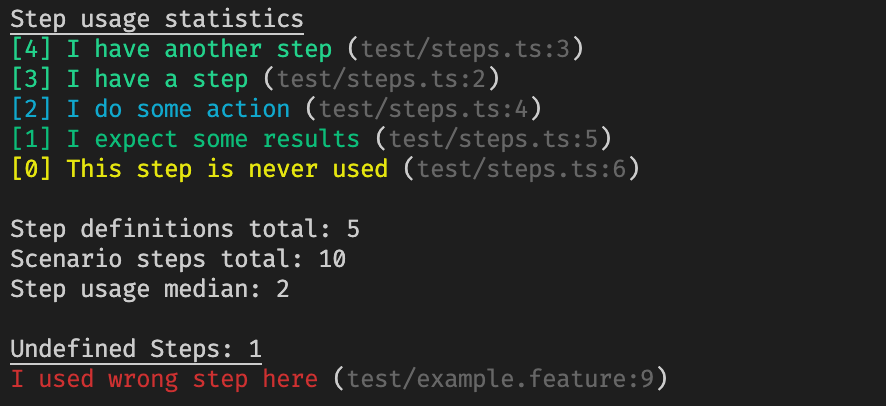 Step usage statistics
[4] I have another step (test/steps.ts:3)
[3] I have a step (test/steps.ts:2)
[2] I do some action (test/steps.ts:4)
[1] I expect some results (test/steps.ts:5)
[0] This step is never used (test/steps.ts:6)
Step definitions total: 5
Scenario steps total: 10
Step usage median: 2
Undefined Steps: 1
I used wrong step here (test/example.feature:9)